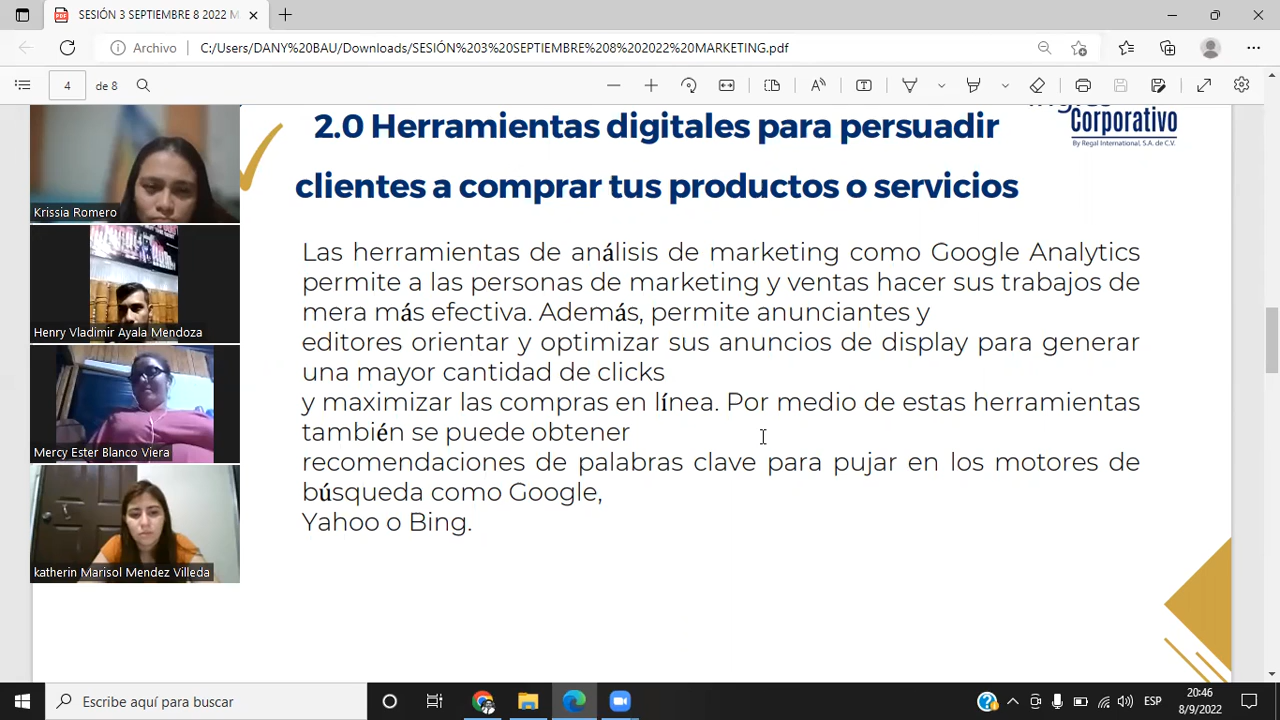 SESIÓN 3 SEPTIEMBRE 8 2022 M
Archivo
C:/Users/DANY%20BAU/Downloads/SESIÓN%203%20SEPTIEMBRE%208%202022%20MARKETING.pdf
4
de 8
Corporativo
By Regal International, S.A. de C.V.
2.0 Herramientas digitales para persuadir
clientes a comprar tus productos o servicios
Las herramientas de análisis de marketing como Google Analytics
permite a las personas de marketing y ventas hacer sus trabajos de
mera más efectiva. Además, permite anunciantes y
editores orientar y optimizar sus anuncios de display para generar
una mayor cantidad de clicks
y maximizar las compras en línea. Por medio de estas herramientas
también se puede obtener
recomendaciones de palabras clave para pujar en los motores de
búsqueda como Google,
Yahoo o Bing.
Krissia Romero
Henry Vladimir Ayala Mendoza
Mercy Ester Blanco Viera
katherin Marisol Mendez Villeda
Escribe aquí para buscar
ESP
20:46
8/9/2022